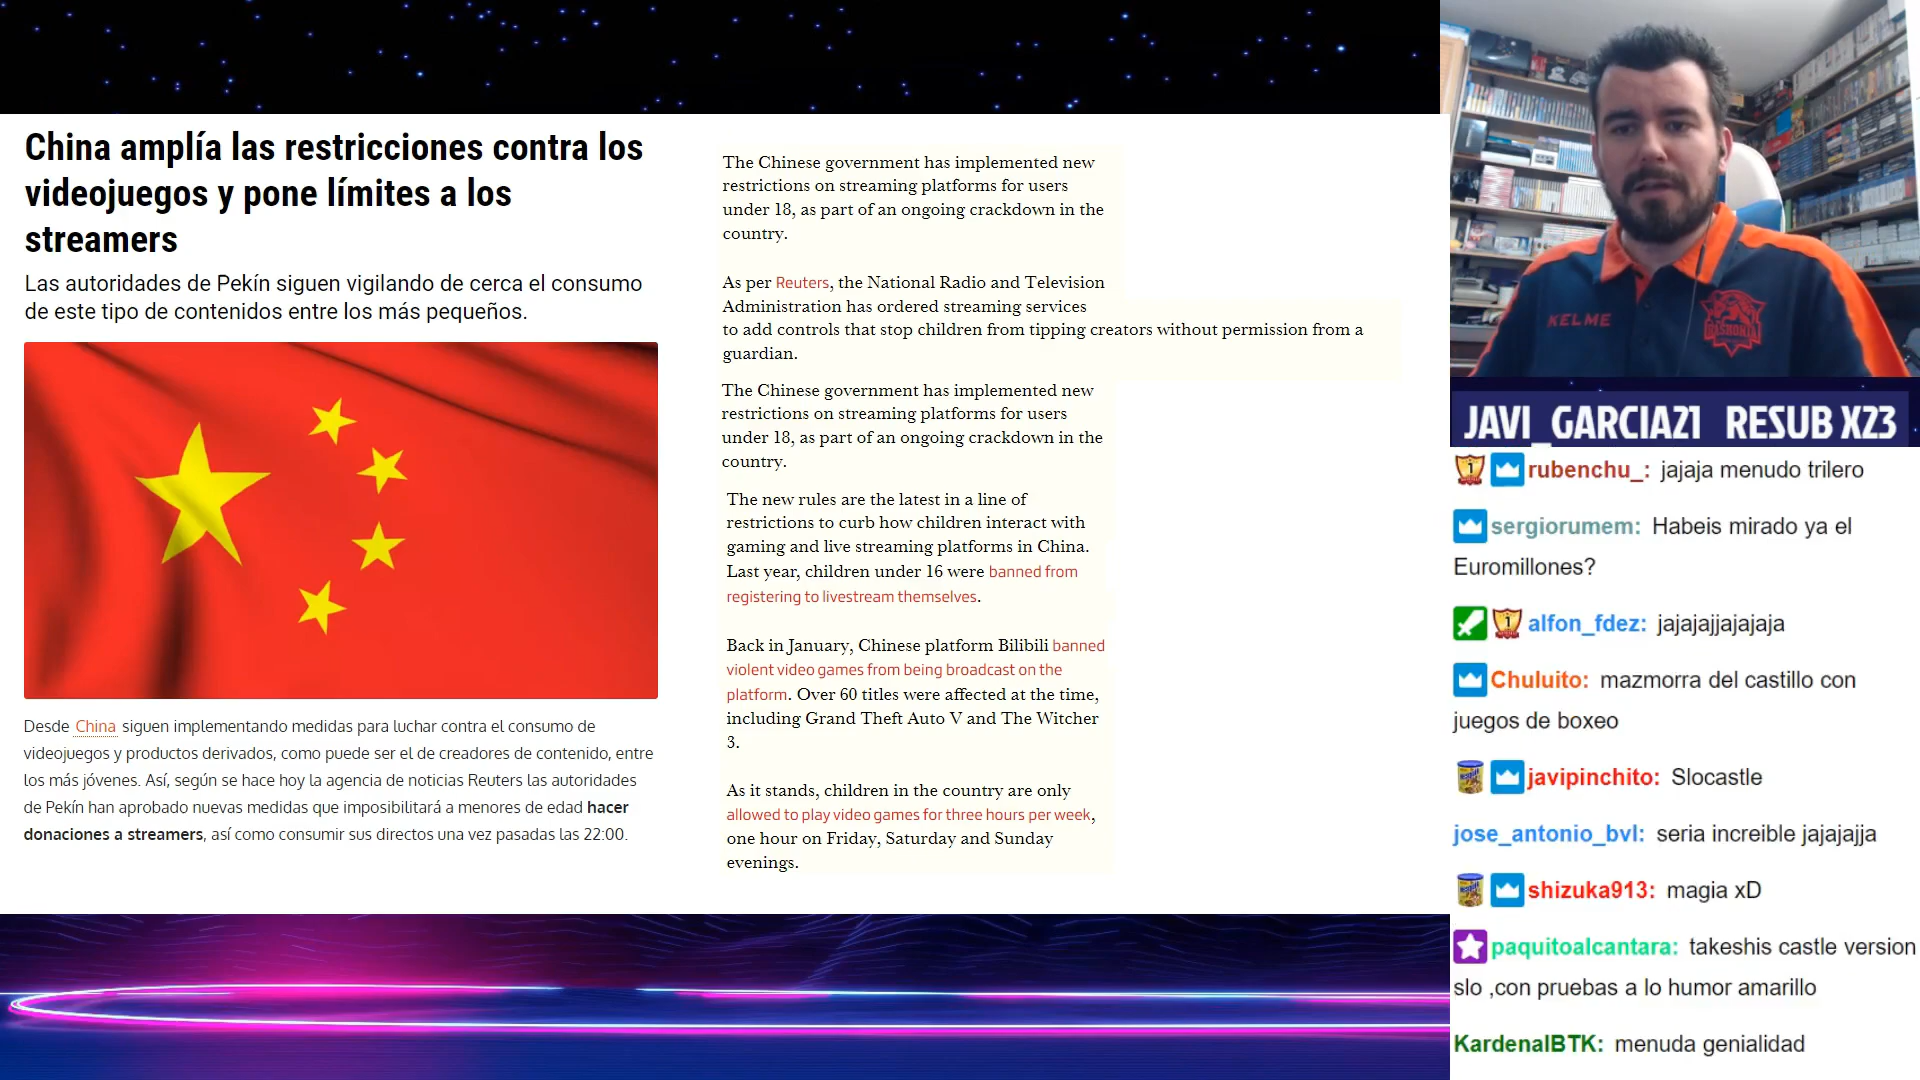 China amplía las restricciones contra los
videojuegos y pone límites a los
streamers
Las autoridades de Pekín siguen vigilando de cerca el consumo
de este tipo de contenidos entre los más pequeños.
Desde China siguen implementando medidas para luchar contra el consumo de
videojuegos y productos derivados, como puede ser el de creadores de contenido, entre
los más jóvenes. Así, según se hace hoy la agencia de noticias Reuters las autoridades
de Pekín han aprobado nuevas medidas que imposibilitará a menores de edad hacer
donaciones a streamers, así como consumir sus directos una vez pasadas las 22:00.
The Chinese government has implemented new
restrictions on streaming platforms for users
under 18, as part of an ongoing crackdown in the
country.
As per Reuters, the National Radio and Television
Administration has ordered streaming services
to add controls that stop children from tipping creators without permission from a
guardian.
The Chinese government has implemented new
restrictions on streaming platforms for users
under 18, as part of an ongoing crackdown in the
country.
The new rules are the latest in a line of
restrictions to curb how children interact with
gaming and live streaming platforms in China.
Last year, children under 16 were banned from
registering to livestream themselves.
Back in January, Chinese platform Bilibili banned
violent video games from being broadcast on the
platform. Over 60 titles were affected at the time,
including Grand Theft Auto V and The Witcher
3.
As it stands, children in the country are only
allowed to play video games for three hours per week,
one hour on Friday, Saturday and Sunday
evenings.
KELME
BASKONIA
JAVI_GARCIA21 RESUB X23
rubenchu_: jajaja menudo trilero
sergiorumem: Habeis mirado ya el
Euromillones?
alfon_fdez: jajajajjajajaja
Chuluito: mazmorra del castillo con
juegos de boxeo
javipinchito: Slocastle
jose_antonio_bvl: seria increible jajajajja
shizuka913: magia xD
paquitoalcantara: takeshis castle version
slo ,con pruebas a lo humor amarillo
KardenalBTK: menuda genialidad